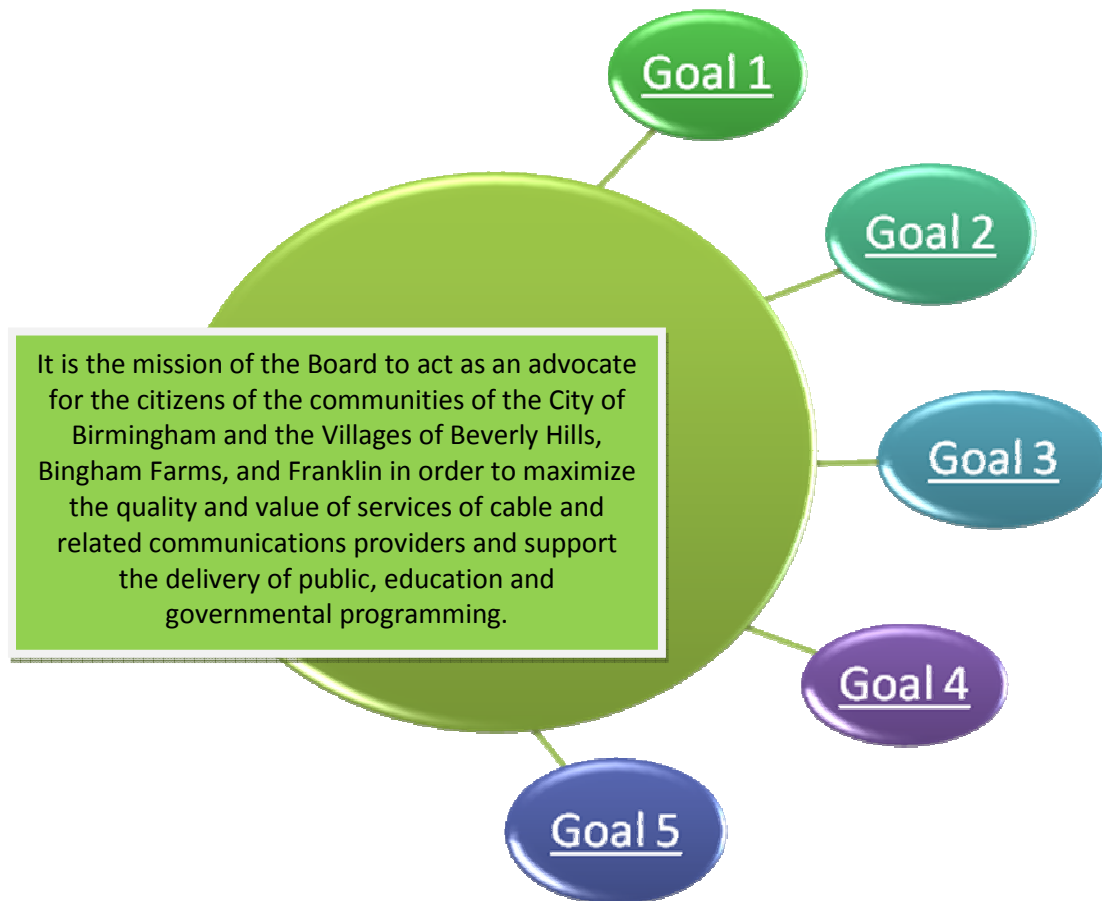 Goal 1
Goal 2
It is the mission of the Board to act as an advocate
for the citizens of the communities of the City of
Birmingham and the Villages of Beverly Hills,
Bingham Farms, and Franklin in order to maximize
the quality and value of services of cable and
related communications providers and support
the delivery of public, education and
governmental programming.
Goal 3
Goal 4
Goal 5